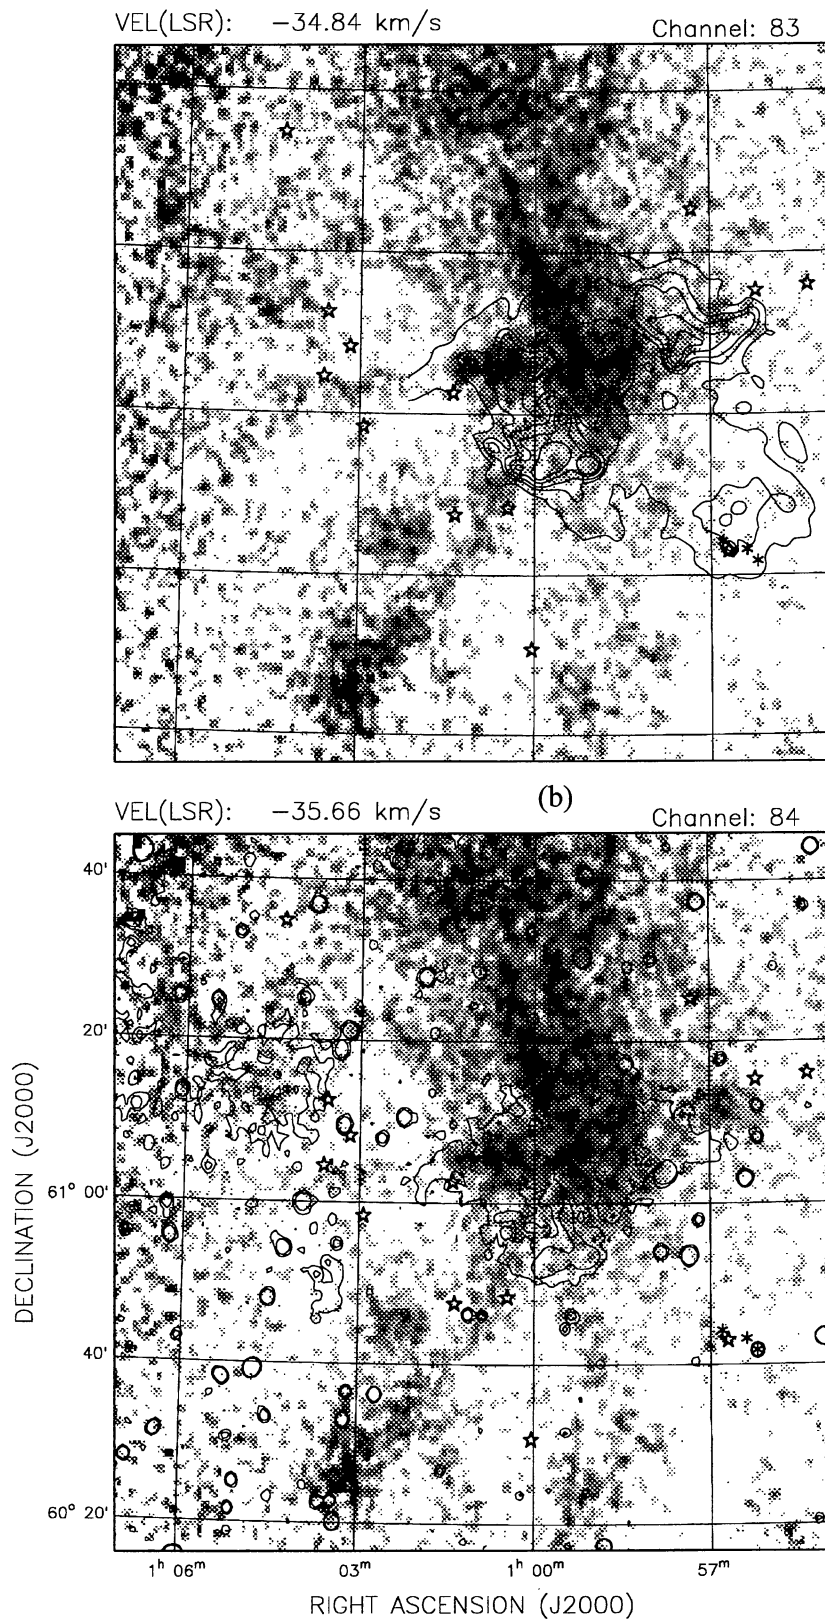 VEL(LSR): −34.84 km/s Channel: 83
(b)
VEL(LSR): −35.66 km/s Channel: 84
40'
20'
61° 00'
40'
60° 20'
DECLINATION (J2000)
1ʰ 06ᵐ 03ᵐ 1ʰ 00ᵐ 57ᵐ
RIGHT ASCENSION (J2000)